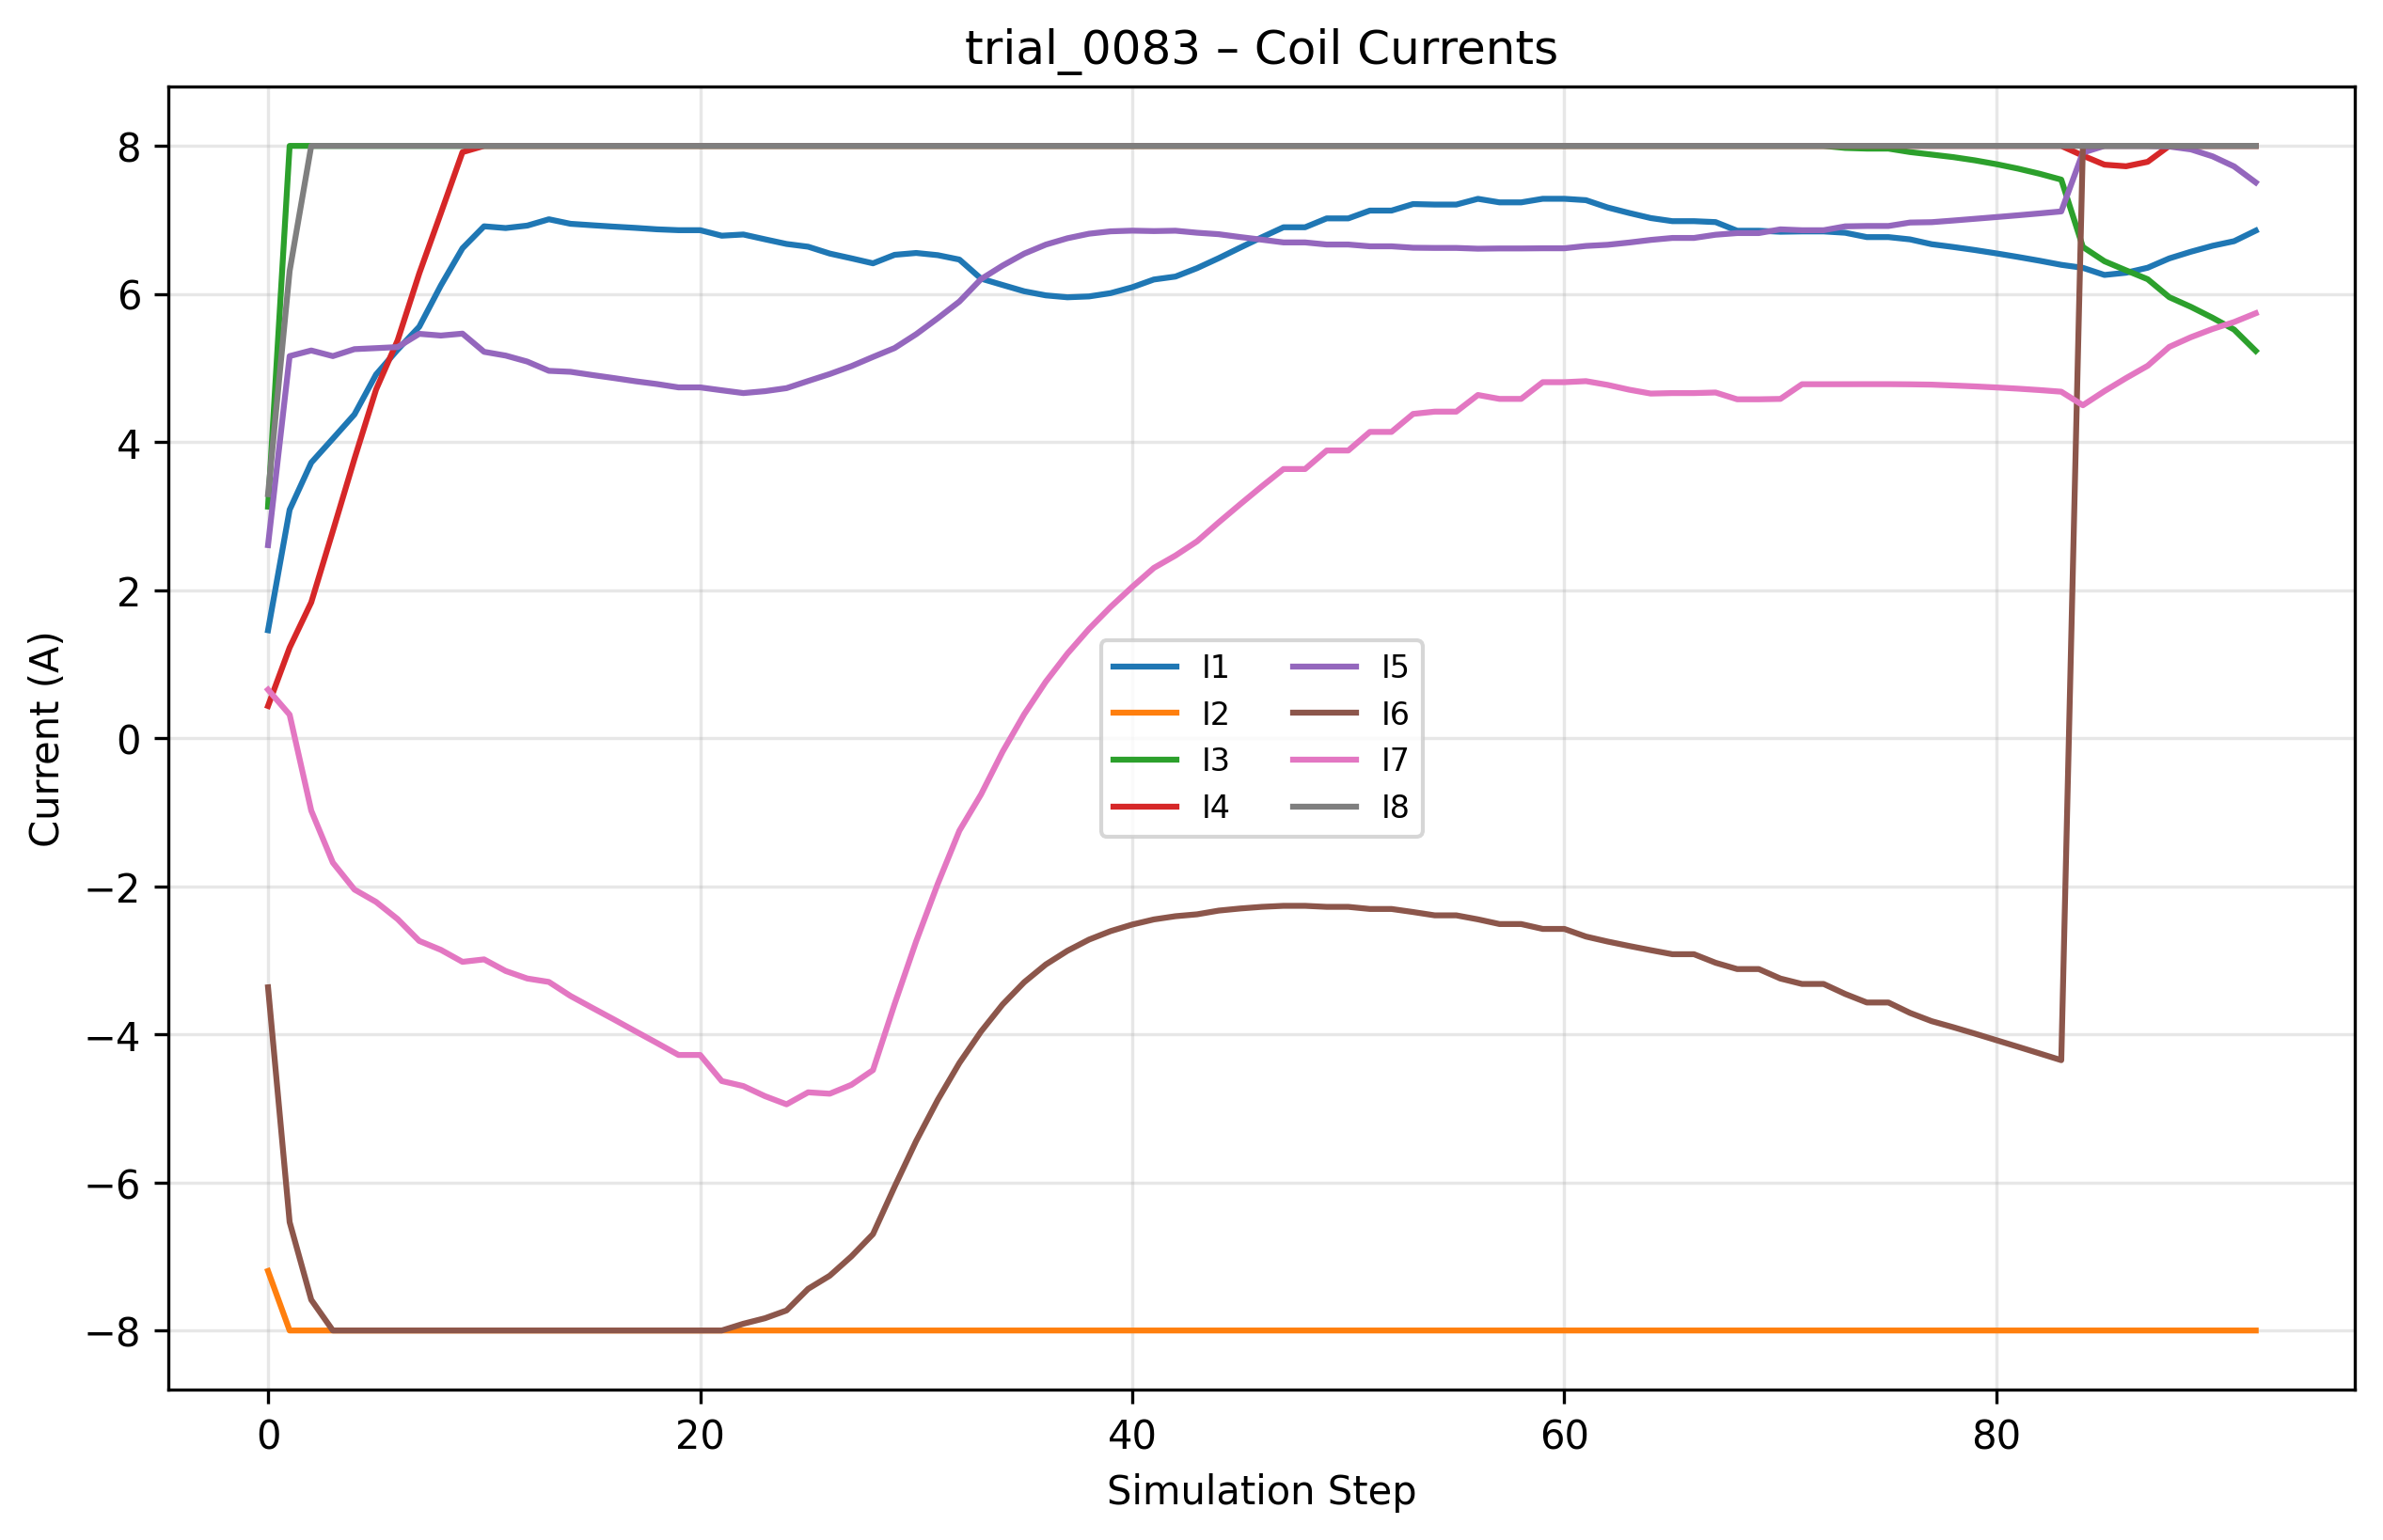 trial_0083 – Coil Currents
Current (A)
8
6
4
2
0
−2
−4
−6
−8
I1
I2
I3
I4
I5
I6
I7
I8
0
20
40
60
80
Simulation Step